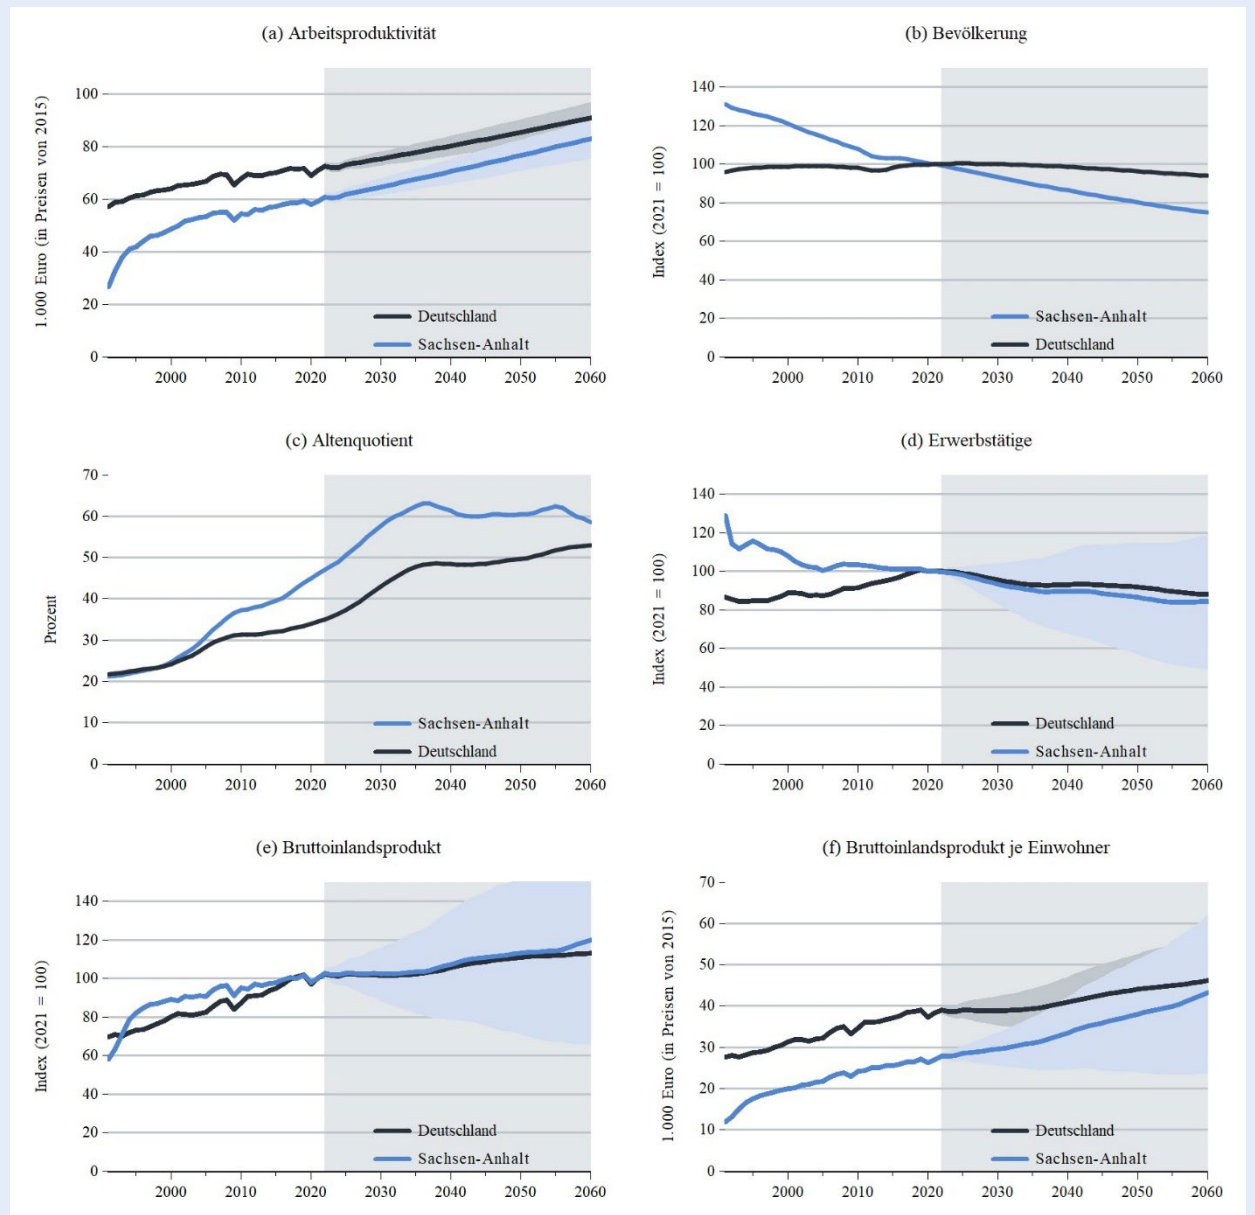 (a) Arbeitsproduktivität
1.000 Euro (in Preisen von 2015)
100
80
60
40
20
0
Deutschland
Sachsen-Anhalt
2000 2010 2020 2030 2040 2050 2060
(b) Bevölkerung
Index (2021 = 100)
140
120
100
80
60
40
20
0
Sachsen-Anhalt
Deutschland
2000 2010 2020 2030 2040 2050 2060
(c) Altenquotient
Prozent
70
60
50
40
30
20
10
0
Sachsen-Anhalt
Deutschland
2000 2010 2020 2030 2040 2050 2060
(d) Erwerbstätige
Index (2021 = 100)
140
120
100
80
60
40
20
0
Deutschland
Sachsen-Anhalt
2000 2010 2020 2030 2040 2050 2060
(e) Bruttoinlandsprodukt
Index (2021 = 100)
140
120
100
80
60
40
20
0
Deutschland
Sachsen-Anhalt
2000 2010 2020 2030 2040 2050 2060
(f) Bruttoinlandsprodukt je Einwohner
1.000 Euro (in Preisen von 2015)
70
60
50
40
30
20
10
0
Deutschland
Sachsen-Anhalt
2000 2010 2020 2030 2040 2050 2060